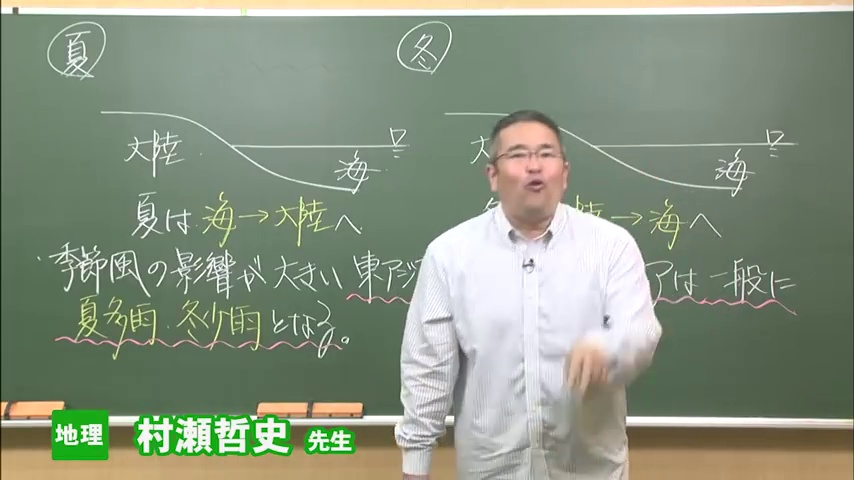 夏
冬
大陸
海
海
夏は 海→大陸へ
→海へ
季節風の影響が大きい 東アジ
アは一般に
夏多雨・冬少雨となる。
地理 村瀬哲史 先生